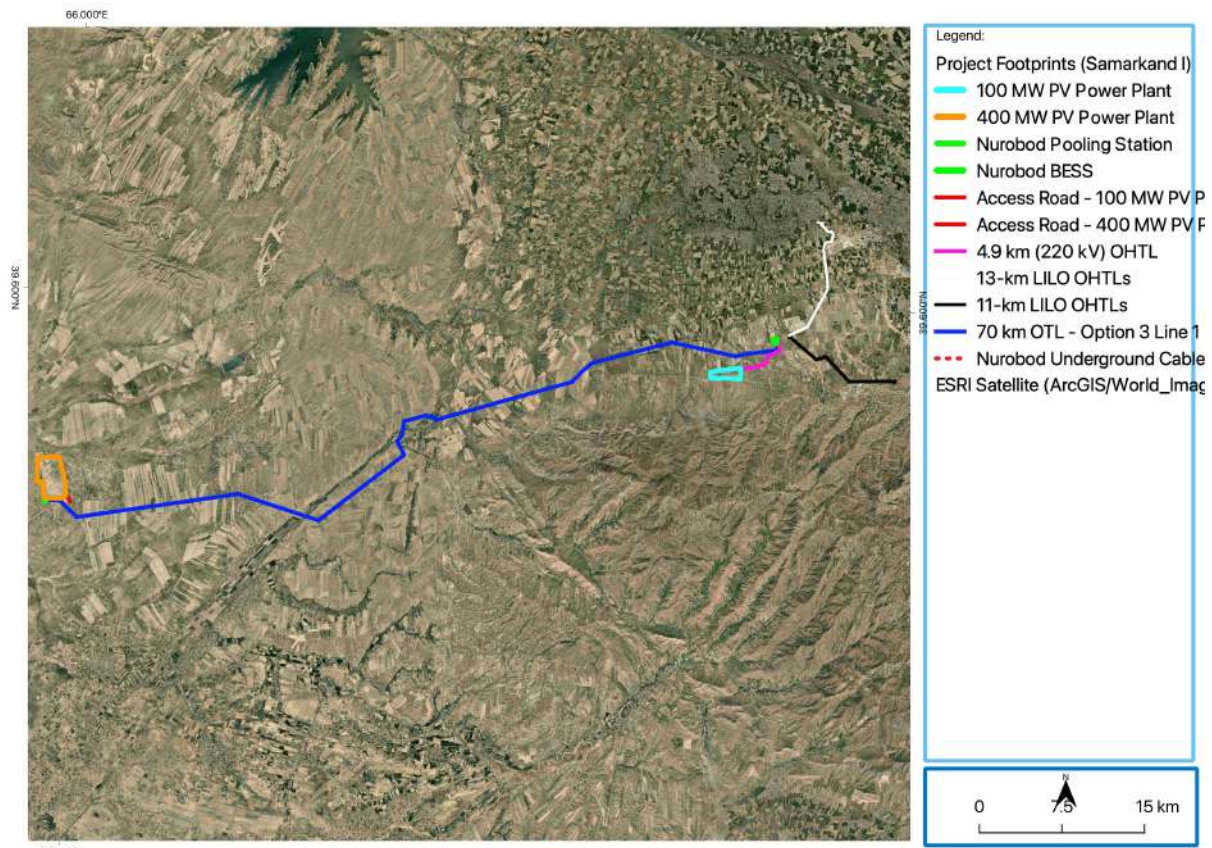 66.000°E
39.600°N
39.600°N
Legend:
Project Footprints (Samarkand I)
100 MW PV Power Plant
400 MW PV Power Plant
Nurobod Pooling Station
Nurobod BESS
Access Road - 100 MW PV P
Access Road - 400 MW PV P
4.9 km (220 kV) OHTL
13-km LILO OHTLs
11-km LILO OHTLs
70 km OTL - Option 3 Line 1
Nurobod Underground Cable
ESRI Satellite (ArcGIS/World_Imag
N
0 7.5 15 km